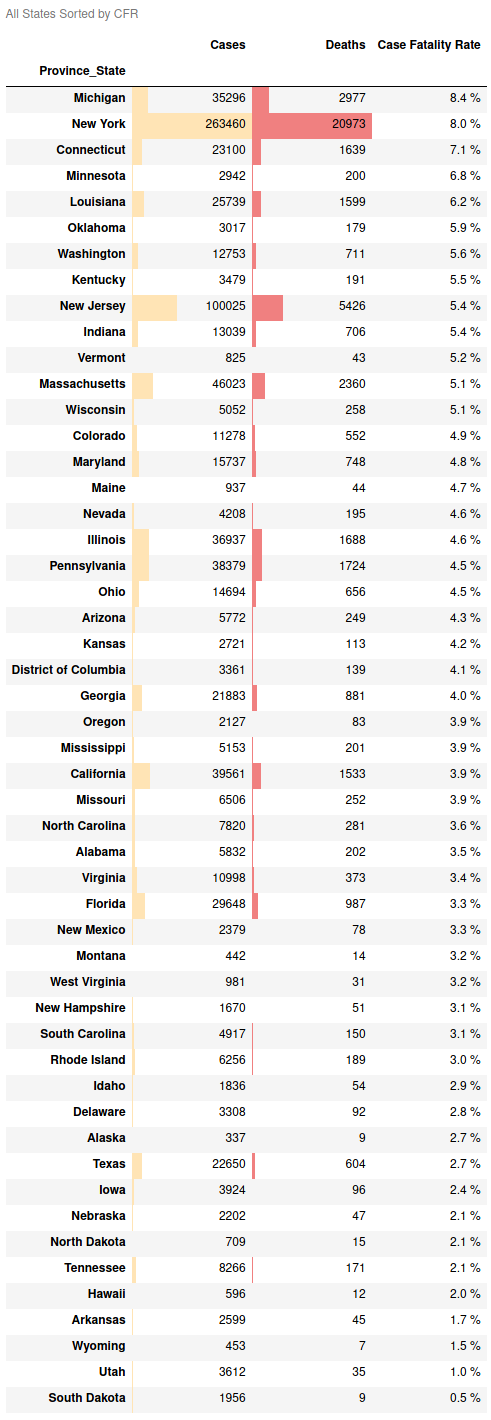 All States Sorted by CFR
Cases Deaths Case Fatality Rate
Province_State
Michigan 35296 2977 8.4 %
New York 263460 20973 8.0 %
Connecticut 23100 1639 7.1 %
Minnesota 2942 200 6.8 %
Louisiana 25739 1599 6.2 %
Oklahoma 3017 179 5.9 %
Washington 12753 711 5.6 %
Kentucky 3479 191 5.5 %
New Jersey 100025 5426 5.4 %
Indiana 13039 706 5.4 %
Vermont 825 43 5.2 %
Massachusetts 46023 2360 5.1 %
Wisconsin 5052 258 5.1 %
Colorado 11278 552 4.9 %
Maryland 15737 748 4.8 %
Maine 937 44 4.7 %
Nevada 4208 195 4.6 %
Illinois 36937 1688 4.6 %
Pennsylvania 38379 1724 4.5 %
Ohio 14694 656 4.5 %
Arizona 5772 249 4.3 %
Kansas 2721 113 4.2 %
District of Columbia 3361 139 4.1 %
Georgia 21883 881 4.0 %
Oregon 2127 83 3.9 %
Mississippi 5153 201 3.9 %
California 39561 1533 3.9 %
Missouri 6506 252 3.9 %
North Carolina 7820 281 3.6 %
Alabama 5832 202 3.5 %
Virginia 10998 373 3.4 %
Florida 29648 987 3.3 %
New Mexico 2379 78 3.3 %
Montana 442 14 3.2 %
West Virginia 981 31 3.2 %
New Hampshire 1670 51 3.1 %
South Carolina 4917 150 3.1 %
Rhode Island 6256 189 3.0 %
Idaho 1836 54 2.9 %
Delaware 3308 92 2.8 %
Alaska 337 9 2.7 %
Texas 22650 604 2.7 %
Iowa 3924 96 2.4 %
Nebraska 2202 47 2.1 %
North Dakota 709 15 2.1 %
Tennessee 8266 171 2.1 %
Hawaii 596 12 2.0 %
Arkansas 2599 45 1.7 %
Wyoming 453 7 1.5 %
Utah 3612 35 1.0 %
South Dakota 1956 9 0.5 %